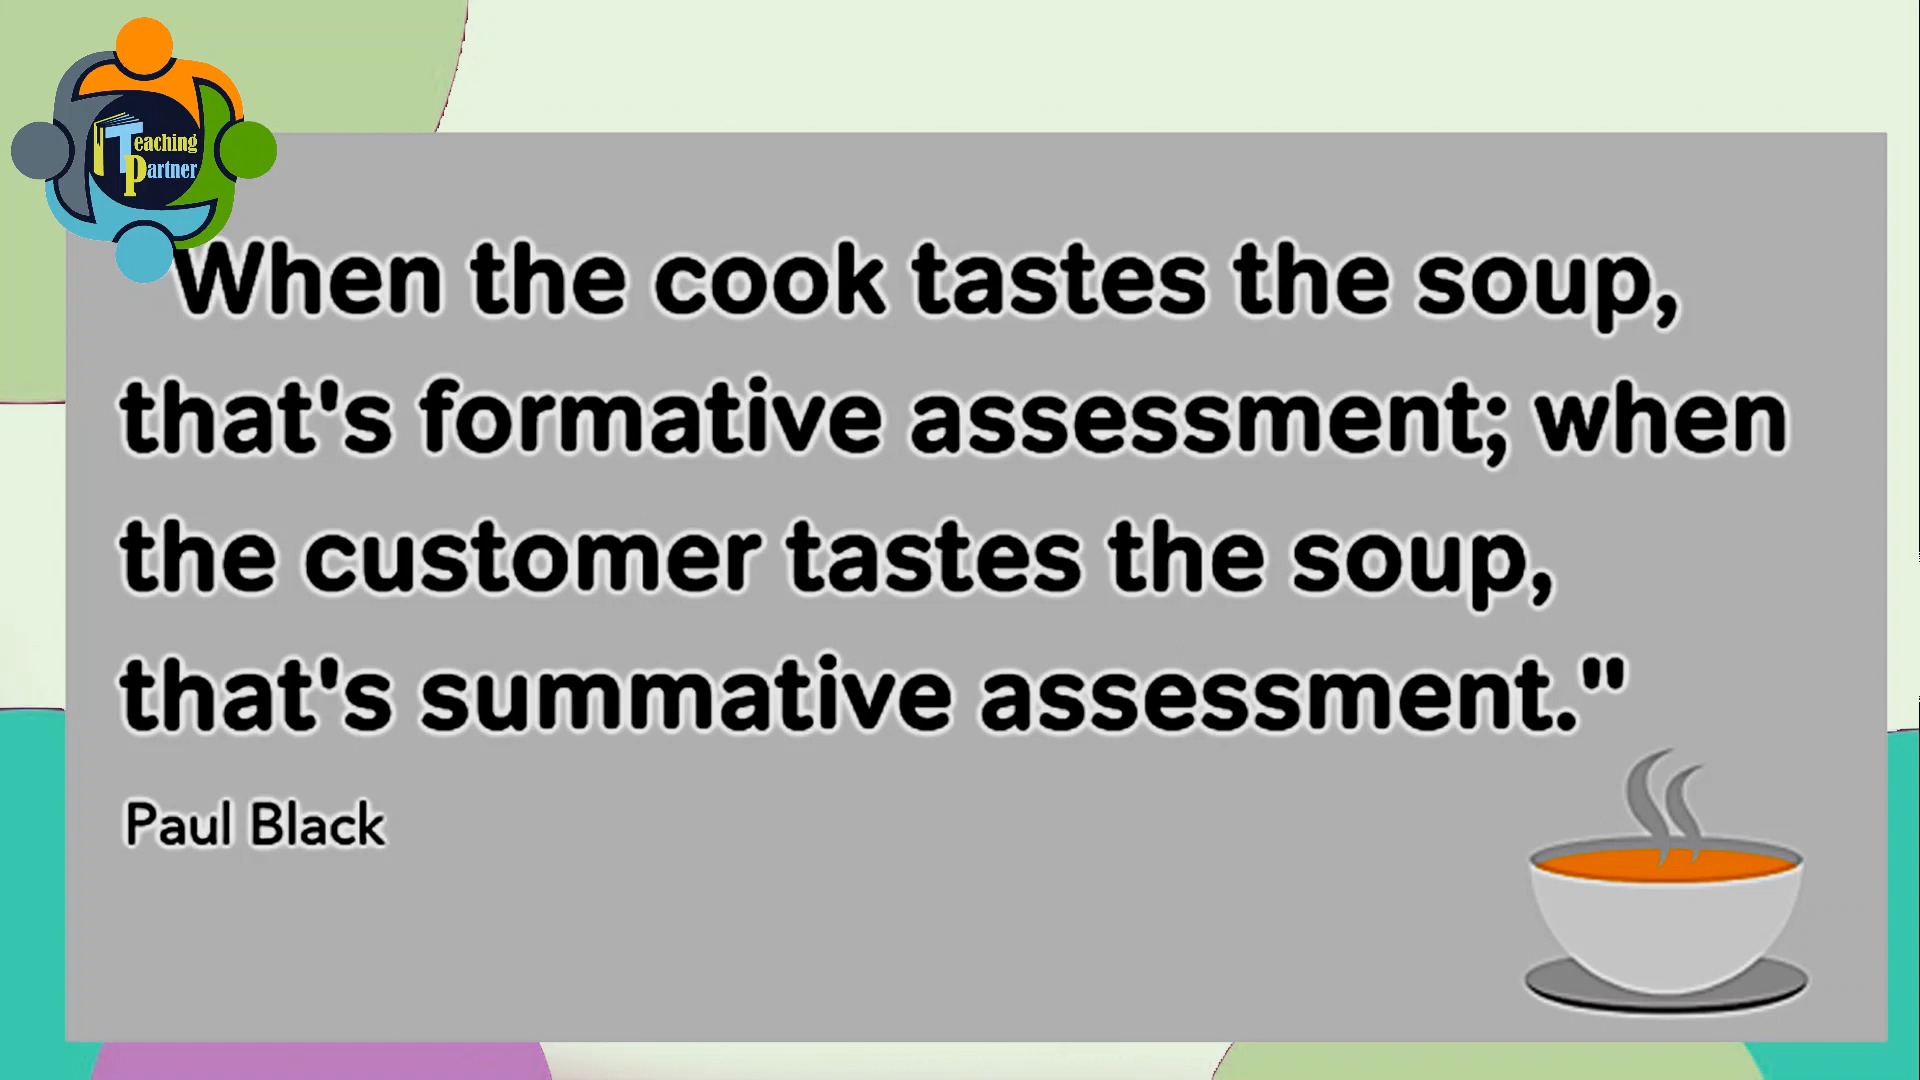 Teaching
Partner
When the cook tastes the soup,
that's formative assessment; when
the customer tastes the soup,
that's summative assessment."
Paul Black